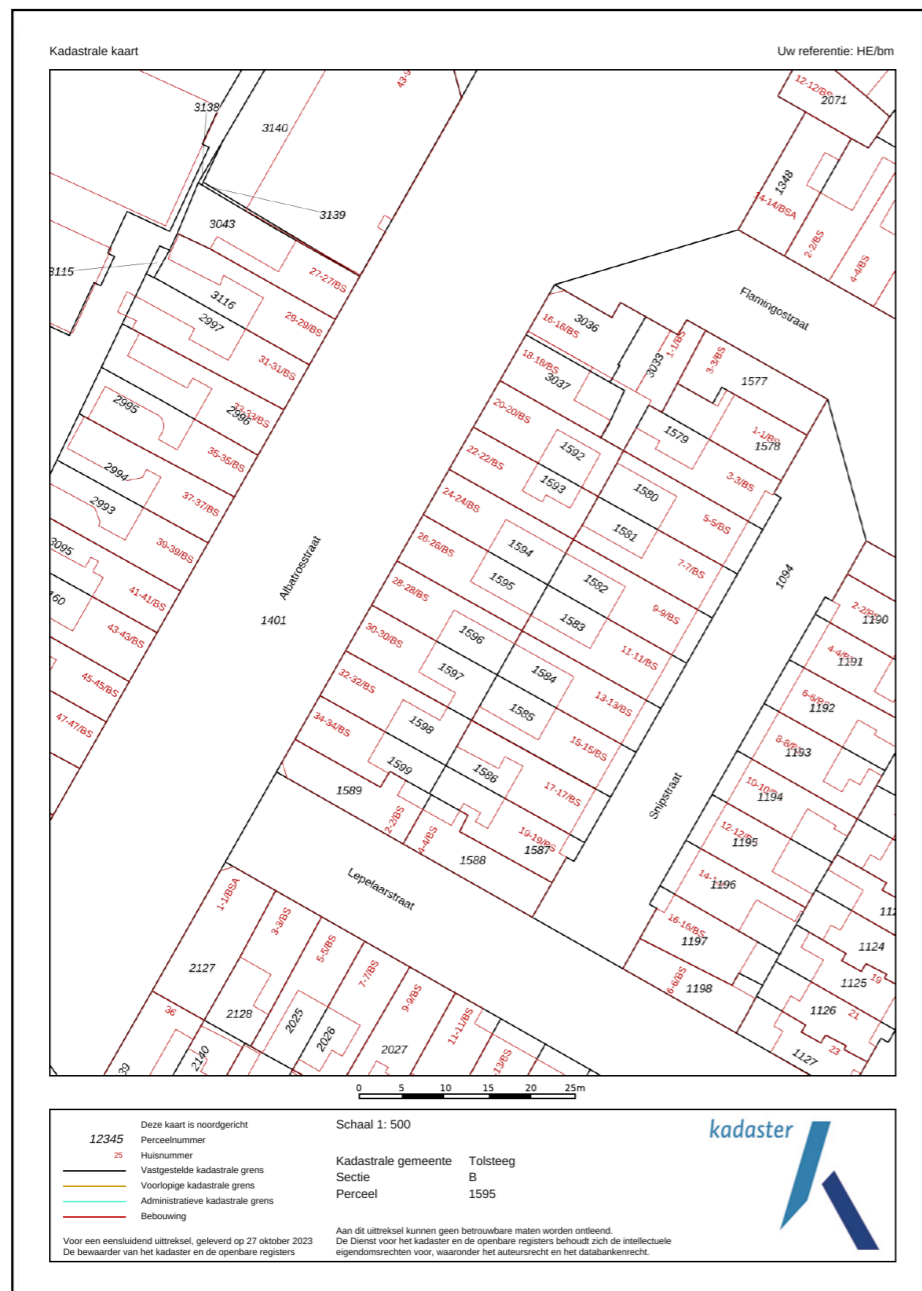 Kadastrale kaart
Uw referentie: HE/bm
12-12/BS
2071
43-9
3138
3140
1348
14-14/BSA
3139
3043
2-2/BS
4-4/BS
3115
27-27/BS
Flamingostraat
3116
29-29/BS
3036
16-16/BS
2997
1-1/BS
3-3/BS
31-31/BS
18-18/BS
3033
1577
3037
2995
33-33/BS
2996
20-20/BS
1579
1-1/BS
1578
35-35/BS
22-22/BS
1592
3-3/BS
2994
37-37/BS
1593
1580
24-24/BS
5-5/BS
2993
1581
39-39/BS
26-26/BS
1594
3095
7-7/BS
Albatrosstraat
1595
1582
1094
41-41/BS
28-28/BS
9-9/BS
160
2-2/BS
1190
1401
1583
43-43/BS
30-30/BS
1596
11-11/BS
4-4/BS
1191
1597
1584
45-45/BS
32-32/BS
13-13/BS
6-6/BS
1192
1585
47-47/BS
34-34/BS
1598
15-15/BS
8-8/BS
1193
1599
1586
1589
17-17/BS
Snipstraat
10-10/BS
1194
2-2/BS
4-4/BS
19-19/BS
1587
12-12/BS
1195
1588
Lepelaarstraat
14-1
1196
1-1/BSA
3-3/BS
112
5-5/BS
16-16/BS
1197
1124
2127
7-7/BS
6-6/BS
1198
1125
19
9-9/BS
36
2128
2025
1126
21
11-11/BS
2026
2027
23
39
2140
-13/BS
1127
0 5 10 15 20 25m
Deze kaart is noordgericht
12345 Perceelnummer
25 Huisnummer
Vastgestelde kadastrale grens
Voorlopige kadastrale grens
Administratieve kadastrale grens
Bebouwing
Voor een eensluidend uittreksel, geleverd op 27 oktober 2023
De bewaarder van het kadaster en de openbare registers
Schaal 1: 500
Kadastrale gemeente Tolsteeg
Sectie B
Perceel 1595
Aan dit uittreksel kunnen geen betrouwbare maten worden ontleend.
De Dienst voor het kadaster en de openbare registers behoudt zich de intellectuele
eigendomsrechten voor, waaronder het auteursrecht en het databankenrecht.
kadaster